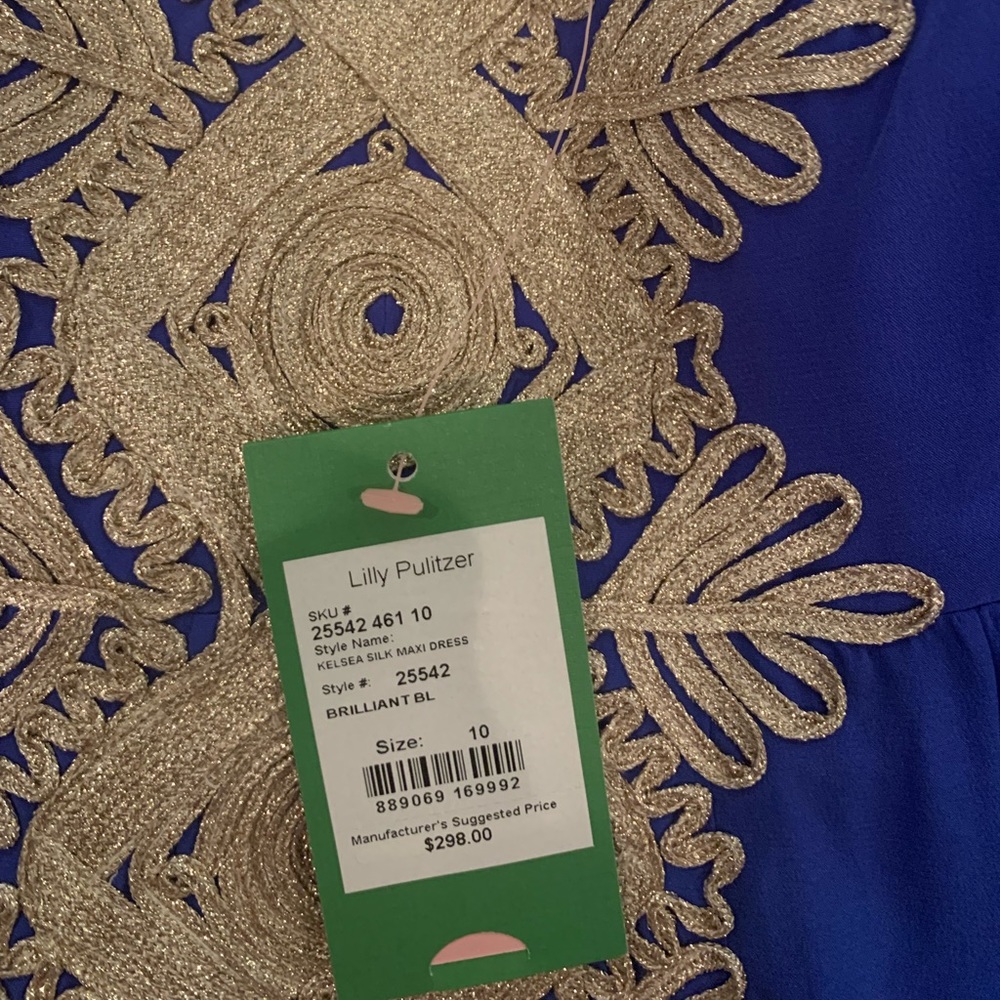 Lilly Pulitzer
SKU #
25542 461 10
Style Name:
KELSEA SILK MAXI DRESS
Style #: 25542
BRILLIANT BL
Size: 10
889069 169992
Manufacturer's Suggested Price
$298.00